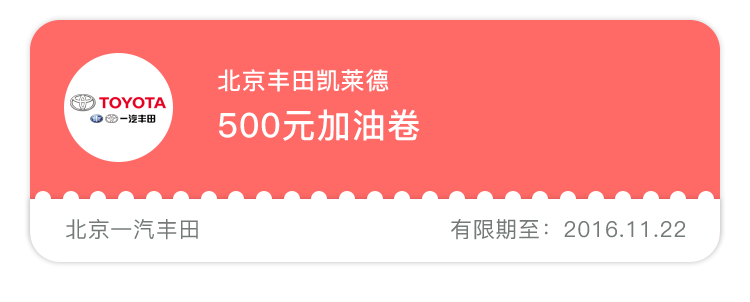 北京丰田凯莱德
TOYOTA
一汽丰田
500元加油卷
北京一汽丰田
有限期至：2016.11.22